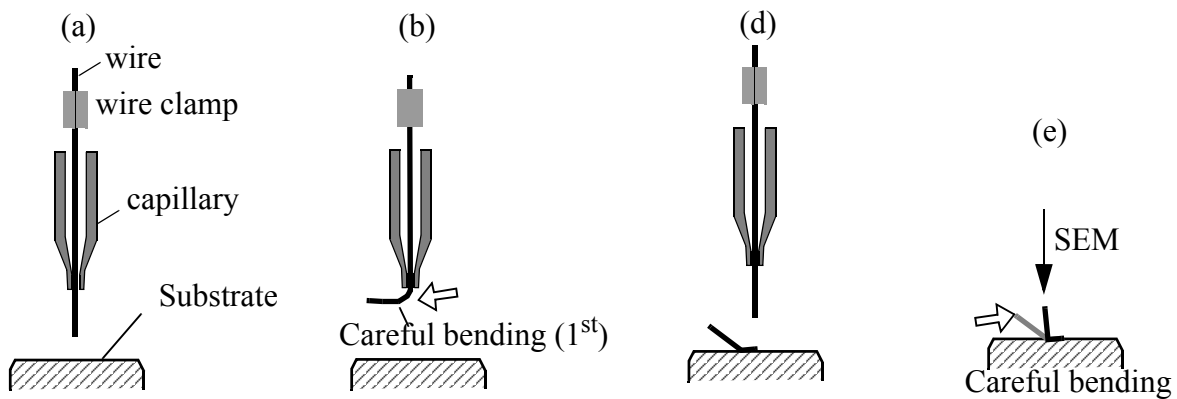 (a)
wire
wire clamp
capillary
Substrate
(b)
Careful bending (1st)
(d)
(e)
SEM
Careful bending